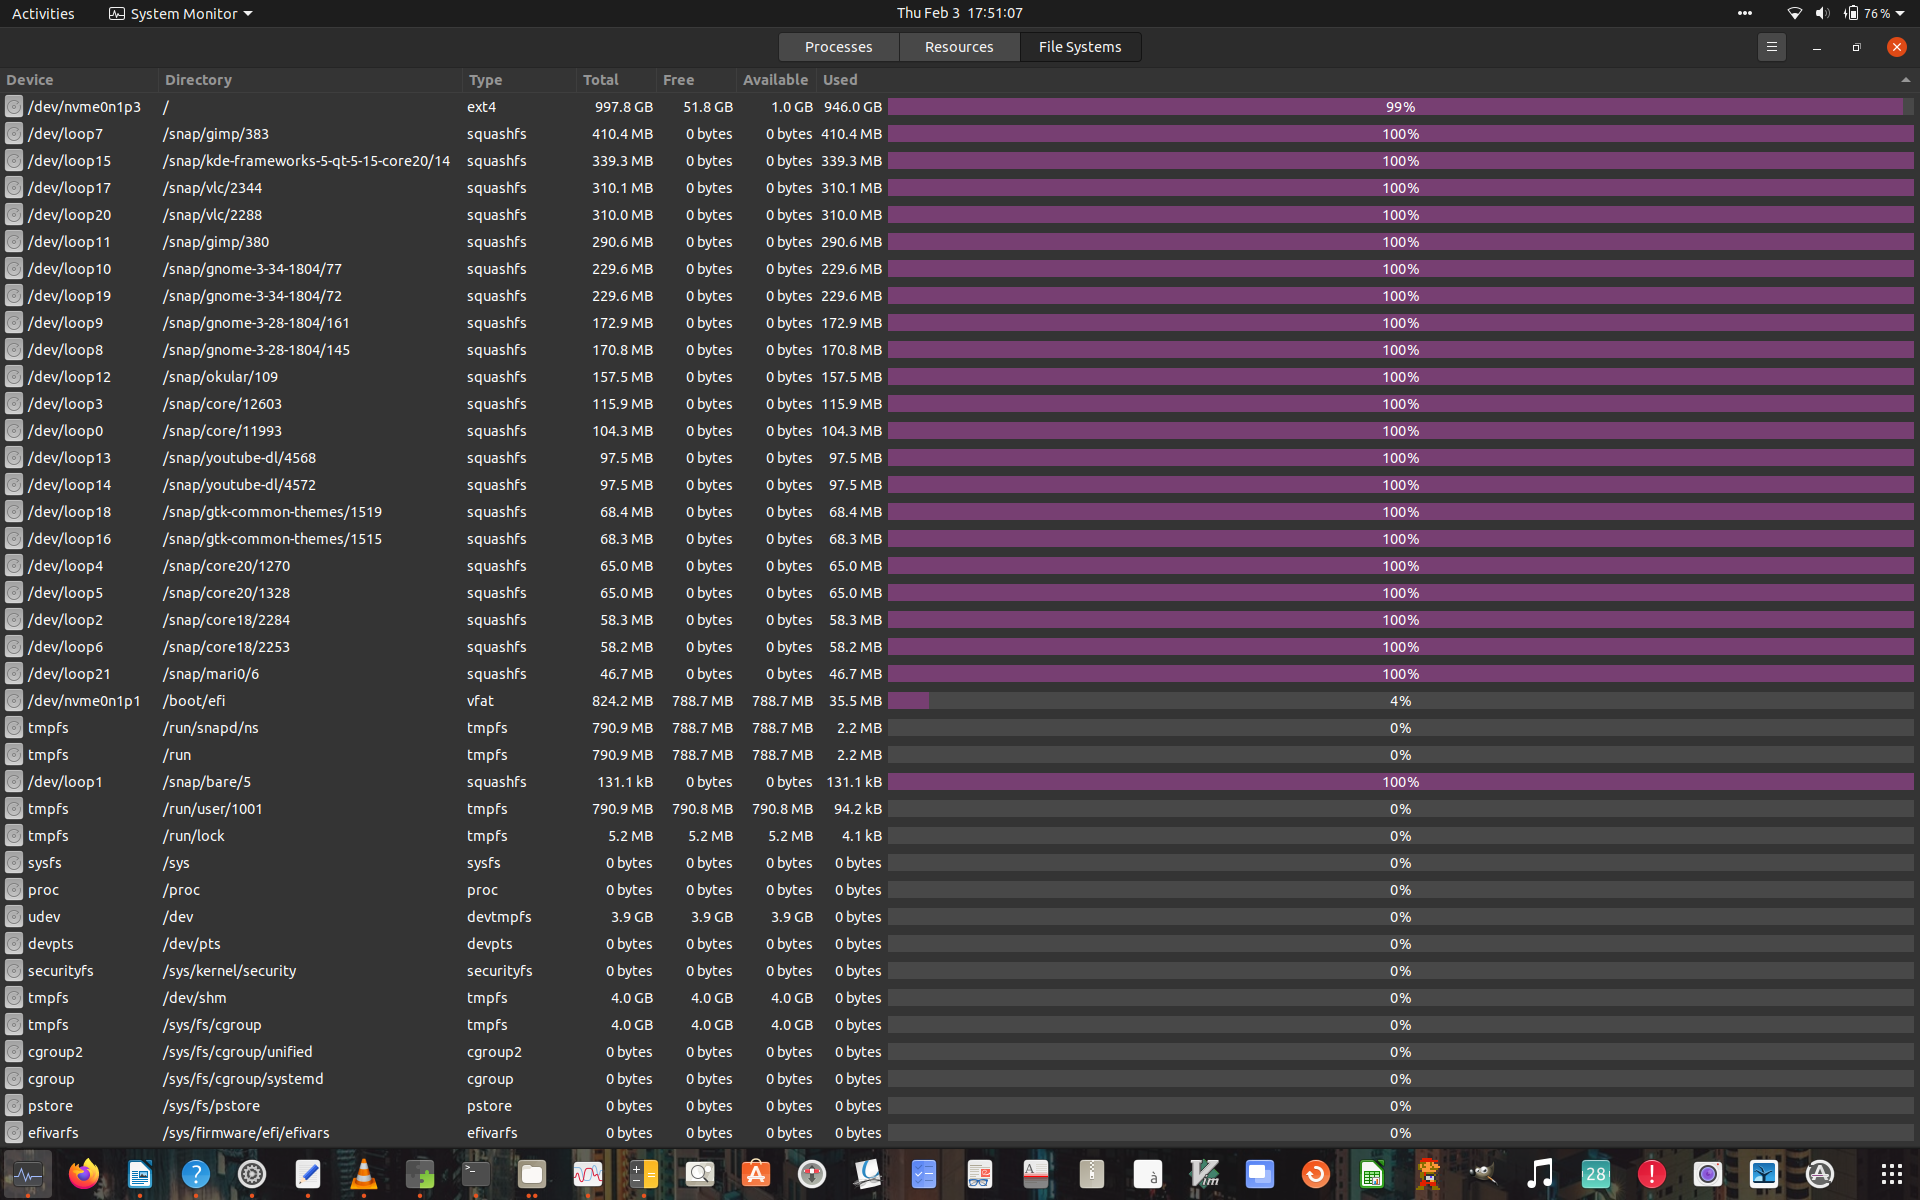 Activities System Monitor Thu Feb 3 17:51:07 76 %
Processes Resources File Systems
Device Directory Type Total Free Available Used
/dev/nvme0n1p3 / ext4 997.8 GB 51.8 GB 1.0 GB 946.0 GB 99%
/dev/loop7 /snap/gimp/383 squashfs 410.4 MB 0 bytes 0 bytes 410.4 MB 100%
/dev/loop15 /snap/kde-frameworks-5-qt-5-15-core20/14 squashfs 339.3 MB 0 bytes 0 bytes 339.3 MB 100%
/dev/loop17 /snap/vlc/2344 squashfs 310.1 MB 0 bytes 0 bytes 310.1 MB 100%
/dev/loop20 /snap/vlc/2288 squashfs 310.0 MB 0 bytes 0 bytes 310.0 MB 100%
/dev/loop11 /snap/gimp/380 squashfs 290.6 MB 0 bytes 0 bytes 290.6 MB 100%
/dev/loop10 /snap/gnome-3-34-1804/77 squashfs 229.6 MB 0 bytes 0 bytes 229.6 MB 100%
/dev/loop19 /snap/gnome-3-34-1804/72 squashfs 229.6 MB 0 bytes 0 bytes 229.6 MB 100%
/dev/loop9 /snap/gnome-3-28-1804/161 squashfs 172.9 MB 0 bytes 0 bytes 172.9 MB 100%
/dev/loop8 /snap/gnome-3-28-1804/145 squashfs 170.8 MB 0 bytes 0 bytes 170.8 MB 100%
/dev/loop12 /snap/okular/109 squashfs 157.5 MB 0 bytes 0 bytes 157.5 MB 100%
/dev/loop3 /snap/core/12603 squashfs 115.9 MB 0 bytes 0 bytes 115.9 MB 100%
/dev/loop0 /snap/core/11993 squashfs 104.3 MB 0 bytes 0 bytes 104.3 MB 100%
/dev/loop13 /snap/youtube-dl/4568 squashfs 97.5 MB 0 bytes 0 bytes 97.5 MB 100%
/dev/loop14 /snap/youtube-dl/4572 squashfs 97.5 MB 0 bytes 0 bytes 97.5 MB 100%
/dev/loop18 /snap/gtk-common-themes/1519 squashfs 68.4 MB 0 bytes 0 bytes 68.4 MB 100%
/dev/loop16 /snap/gtk-common-themes/1515 squashfs 68.3 MB 0 bytes 0 bytes 68.3 MB 100%
/dev/loop4 /snap/core20/1270 squashfs 65.0 MB 0 bytes 0 bytes 65.0 MB 100%
/dev/loop5 /snap/core20/1328 squashfs 65.0 MB 0 bytes 0 bytes 65.0 MB 100%
/dev/loop2 /snap/core18/2284 squashfs 58.3 MB 0 bytes 0 bytes 58.3 MB 100%
/dev/loop6 /snap/core18/2253 squashfs 58.2 MB 0 bytes 0 bytes 58.2 MB 100%
/dev/loop21 /snap/mari0/6 squashfs 46.7 MB 0 bytes 0 bytes 46.7 MB 100%
/dev/nvme0n1p1 /boot/efi vfat 824.2 MB 788.7 MB 788.7 MB 35.5 MB 4%
tmpfs /run/snapd/ns tmpfs 790.9 MB 788.7 MB 788.7 MB 2.2 MB 0%
tmpfs /run tmpfs 790.9 MB 788.7 MB 788.7 MB 2.2 MB 0%
/dev/loop1 /snap/bare/5 squashfs 131.1 kB 0 bytes 0 bytes 131.1 kB 100%
tmpfs /run/user/1001 tmpfs 790.9 MB 790.8 MB 790.8 MB 94.2 kB 0%
tmpfs /run/lock tmpfs 5.2 MB 5.2 MB 5.2 MB 4.1 kB 0%
sysfs /sys sysfs 0 bytes 0 bytes 0 bytes 0 bytes 0%
proc /proc proc 0 bytes 0 bytes 0 bytes 0 bytes 0%
udev /dev devtmpfs 3.9 GB 3.9 GB 3.9 GB 0 bytes 0%
devpts /dev/pts devpts 0 bytes 0 bytes 0 bytes 0 bytes 0%
securityfs /sys/kernel/security securityfs 0 bytes 0 bytes 0 bytes 0 bytes 0%
tmpfs /dev/shm tmpfs 4.0 GB 4.0 GB 4.0 GB 0 bytes 0%
tmpfs /sys/fs/cgroup tmpfs 4.0 GB 4.0 GB 4.0 GB 0 bytes 0%
cgroup2 /sys/fs/cgroup/unified cgroup2 0 bytes 0 bytes 0 bytes 0 bytes 0%
cgroup /sys/fs/cgroup/systemd cgroup 0 bytes 0 bytes 0 bytes 0 bytes 0%
pstore /sys/fs/pstore pstore 0 bytes 0 bytes 0 bytes 0 bytes 0%
efivarfs /sys/firmware/efi/efivars efivarfs 0 bytes 0 bytes 0 bytes 0 bytes 0%
? >_ A à Vim 28 !